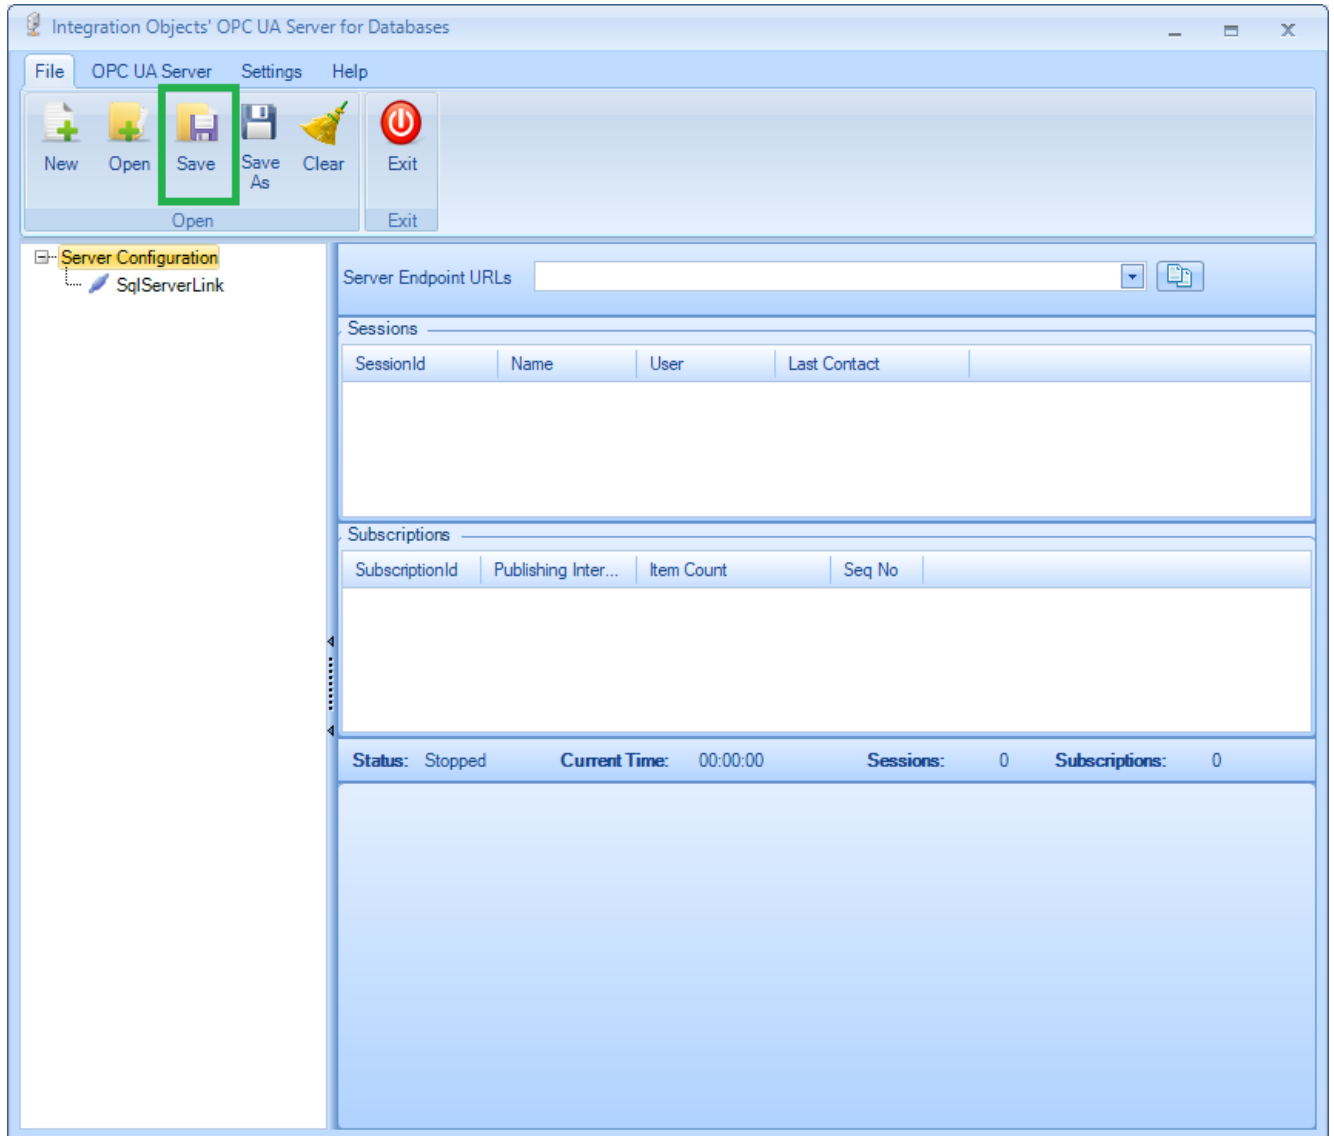 Integration Objects' OPC UA Server for Databases
File OPC UA Server Settings Help
New Open Save Save As Clear Exit
Open Exit
Server Configuration
SqlServerLink
Server Endpoint URLs
Sessions
SessionId Name User Last Contact
Subscriptions
SubscriptionId Publishing Inter... Item Count Seq No
Status: Stopped Current Time: 00:00:00 Sessions: 0 Subscriptions: 0